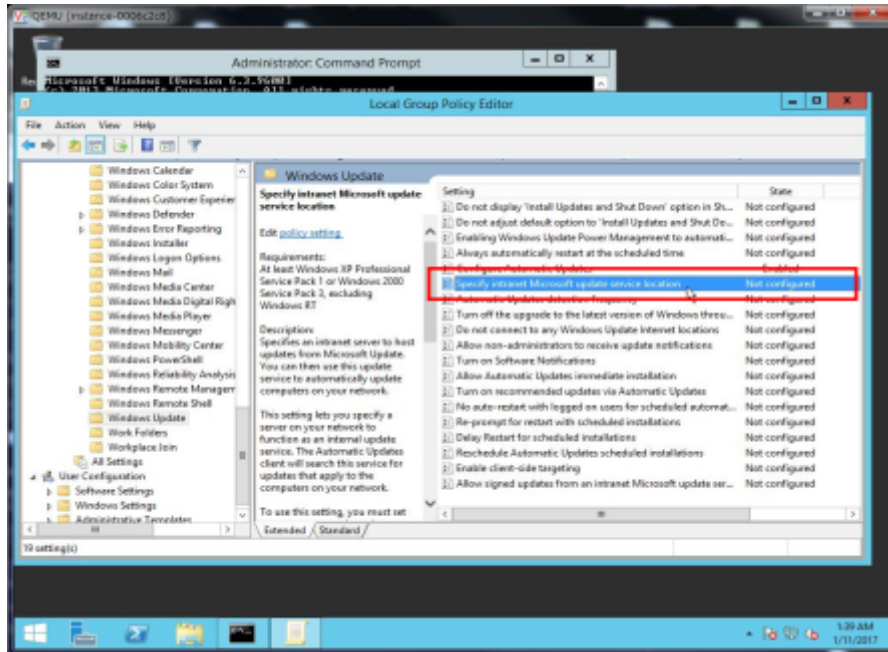 QEMU (instance-0006c2c8)
Administrator: Command Prompt
Microsoft Windows [Version 6.3.9600]
(c) 2013 Microsoft Corporation. All rights reserved.
Local Group Policy Editor
File Action View Help
Windows Calendar
Windows Color System
Windows Customer Experier
Windows Defender
Windows Error Reporting
Windows Installer
Windows Logon Options
Windows Mail
Windows Media Center
Windows Media Digital Righ
Windows Media Player
Windows Messenger
Windows Mobility Center
Windows PowerShell
Windows Reliability Analysis
Windows Remote Managem
Windows Remote Shell
Windows Update
Work Folders
Workplace Join
All Settings
User Configuration
Software Settings
Windows Settings
Administrative Templates
Windows Update
Specify intranet Microsoft update
service location
Edit policy setting.
Requirements:
At least Windows XP Professional
Service Pack 1 or Windows 2000
Service Pack 3, excluding
Windows RT
Description:
Specifies an intranet server to host
updates from Microsoft Update.
You can then use this update
service to automatically update
computers on your network.
This setting lets you specify a
server on your network to
function as an internal update
service. The Automatic Updates
client will search this service for
updates that apply to the
computers on your network.
To use this setting, you must set
Setting State
Do not display 'Install Updates and Shut Down' option in Sh... Not configured
Do not adjust default option to 'Install Updates and Shut Do... Not configured
Enabling Windows Update Power Management to automati... Not configured
Always automatically restart at the scheduled time Not configured
Configure Automatic Updates Enabled
Specify intranet Microsoft update service location Not configured
Automatic Updates detection frequency Not configured
Turn off the upgrade to the latest version of Windows throu... Not configured
Do not connect to any Windows Update Internet locations Not configured
Allow non-administrators to receive update notifications Not configured
Turn on Software Notifications Not configured
Allow Automatic Updates immediate installation Not configured
Turn on recommended updates via Automatic Updates Not configured
No auto-restart with logged on users for scheduled automat... Not configured
Re-prompt for restart with scheduled installations Not configured
Delay Restart for scheduled installations Not configured
Reschedule Automatic Updates scheduled installations Not configured
Enable client-side targeting Not configured
Allow signed updates from an intranet Microsoft update ser... Not configured
Extended Standard
19 setting(s)
1:39 AM
1/11/2017